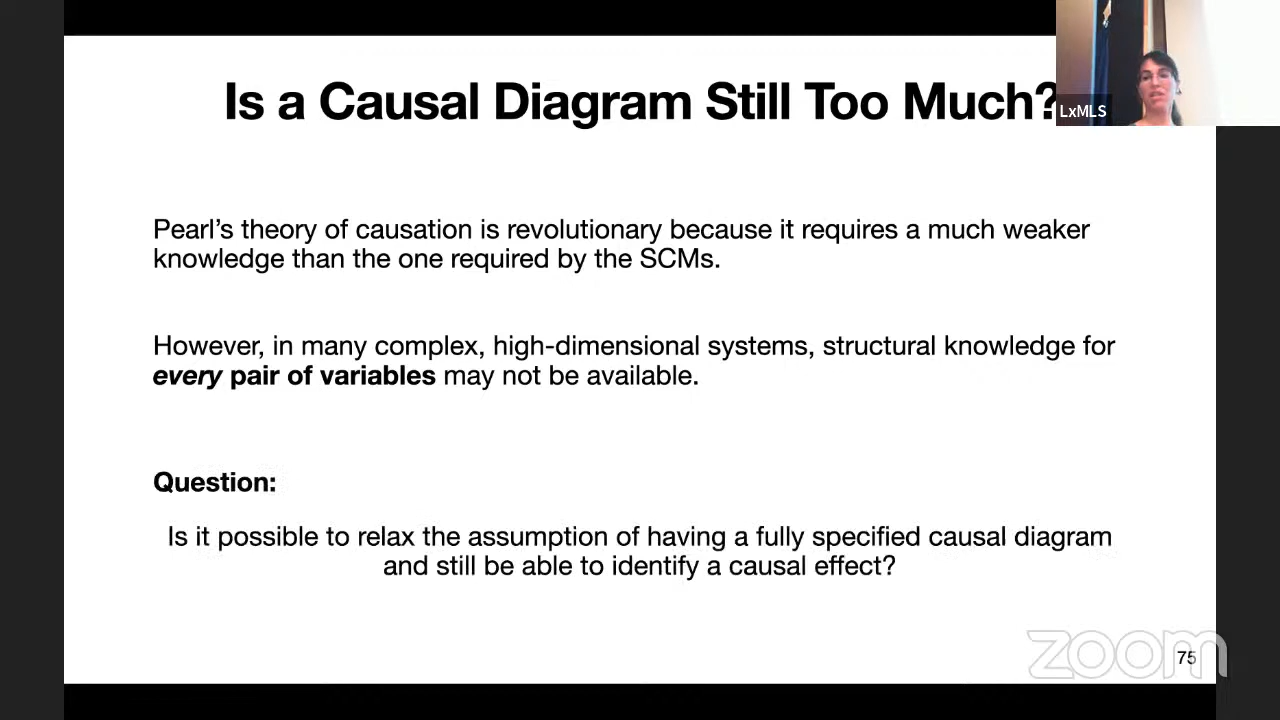 Is a Causal Diagram Still Too Much?
LxMLS
Pearl’s theory of causation is revolutionary because it requires a much weaker
knowledge than the one required by the SCMs.
However, in many complex, high-dimensional systems, structural knowledge for
every pair of variables may not be available.
Question:
Is it possible to relax the assumption of having a fully specified causal diagram
and still be able to identify a causal effect?
zoom
75